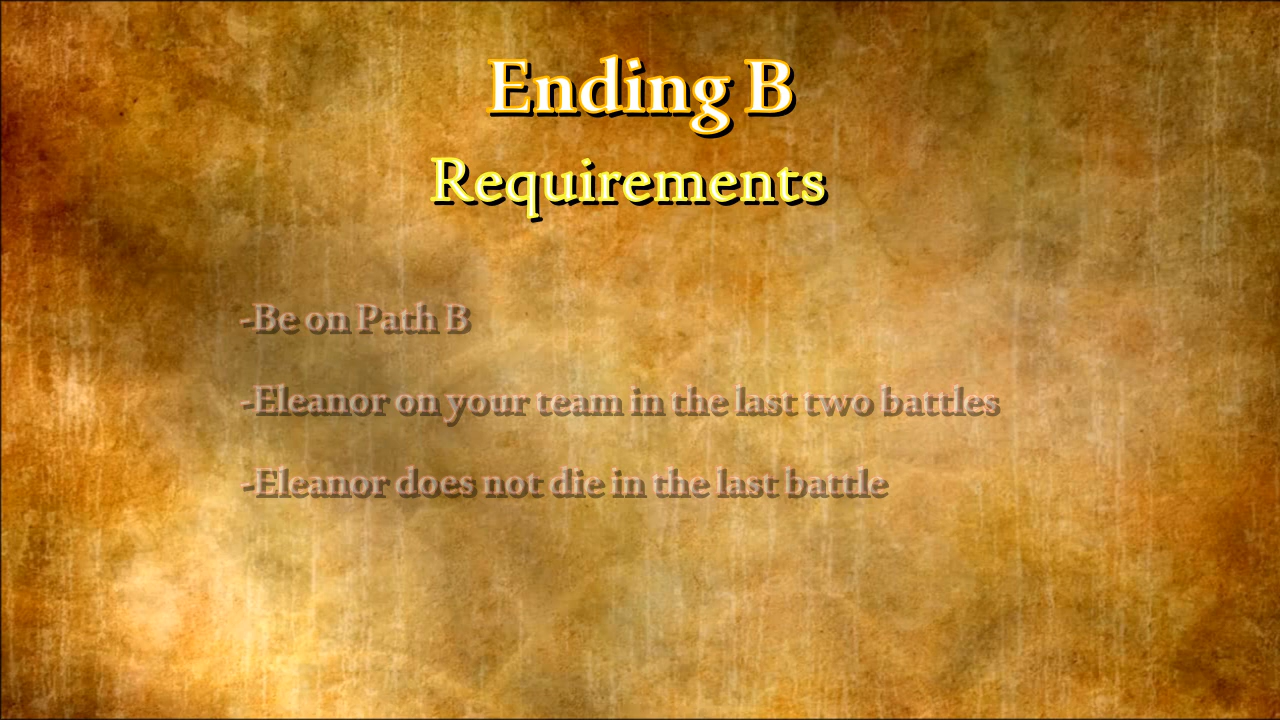 Ending B
Requirements
-Be on Path B
-Eleanor on your team in the last two battles
-Eleanor does not die in the last battle